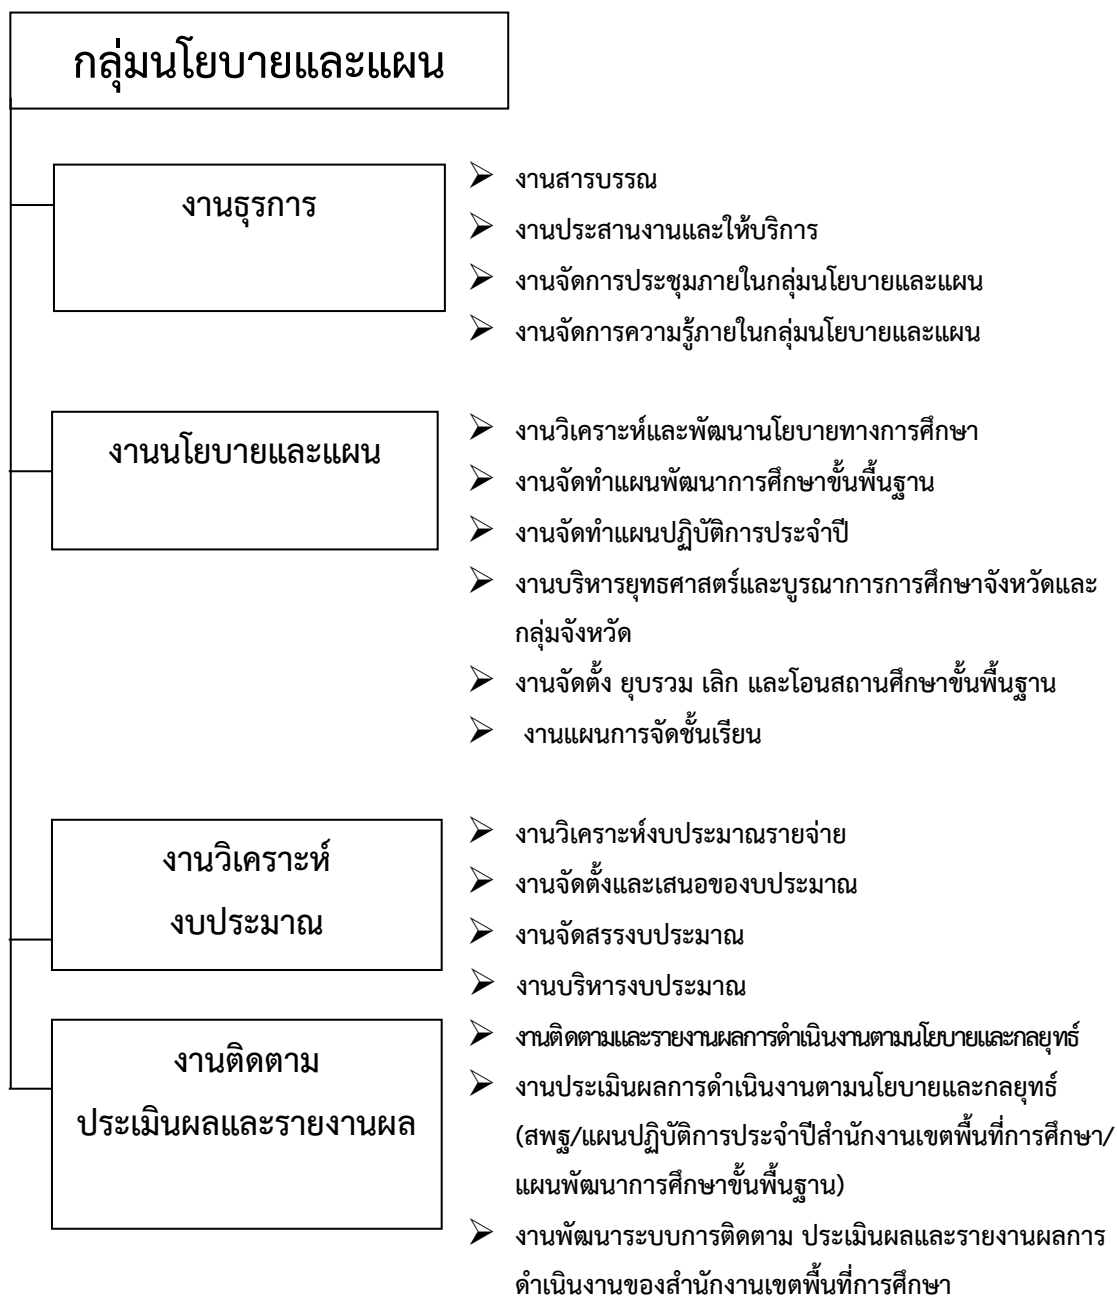 กลุ่มนโยบายและแผน
งานธุรการ
➢ งานสารบรรณ
➢ งานประสานงานและให้บริการ
➢ งานจัดการประชุมภายในกลุ่มนโยบายและแผน
➢ งานจัดการความรู้ภายในกลุ่มนโยบายและแผน
งานนโยบายและแผน
➢ งานวิเคราะห์และพัฒนานโยบายทางการศึกษา
➢ งานจัดทำแผนพัฒนาการศึกษาขั้นพื้นฐาน
➢ งานจัดทำแผนปฏิบัติการประจำปี
➢ งานบริหารยุทธศาสตร์และบูรณาการการศึกษาจังหวัดและ
กลุ่มจังหวัด
➢ งานจัดตั้ง ยุบรวม เลิก และโอนสถานศึกษาขั้นพื้นฐาน
➢ งานแผนการจัดชั้นเรียน
งานวิเคราะห์
งบประมาณ
➢ งานวิเคราะห์งบประมาณรายจ่าย
➢ งานจัดตั้งและเสนอของบประมาณ
➢ งานจัดสรรงบประมาณ
➢ งานบริหารงบประมาณ
งานติดตาม
ประเมินผลและรายงานผล
➢ งานติดตามและรายงานผลการดำเนินงานตามนโยบายและกลยุทธ์
➢ งานประเมินผลการดำเนินงานตามนโยบายและกลยุทธ์
(สพฐ/แผนปฏิบัติการประจำปีสำนักงานเขตพื้นที่การศึกษา/
แผนพัฒนาการศึกษาขั้นพื้นฐาน)
➢ งานพัฒนาระบบการติดตาม ประเมินผลและรายงานผลการ
ดำเนินงานของสำนักงานเขตพื้นที่การศึกษา